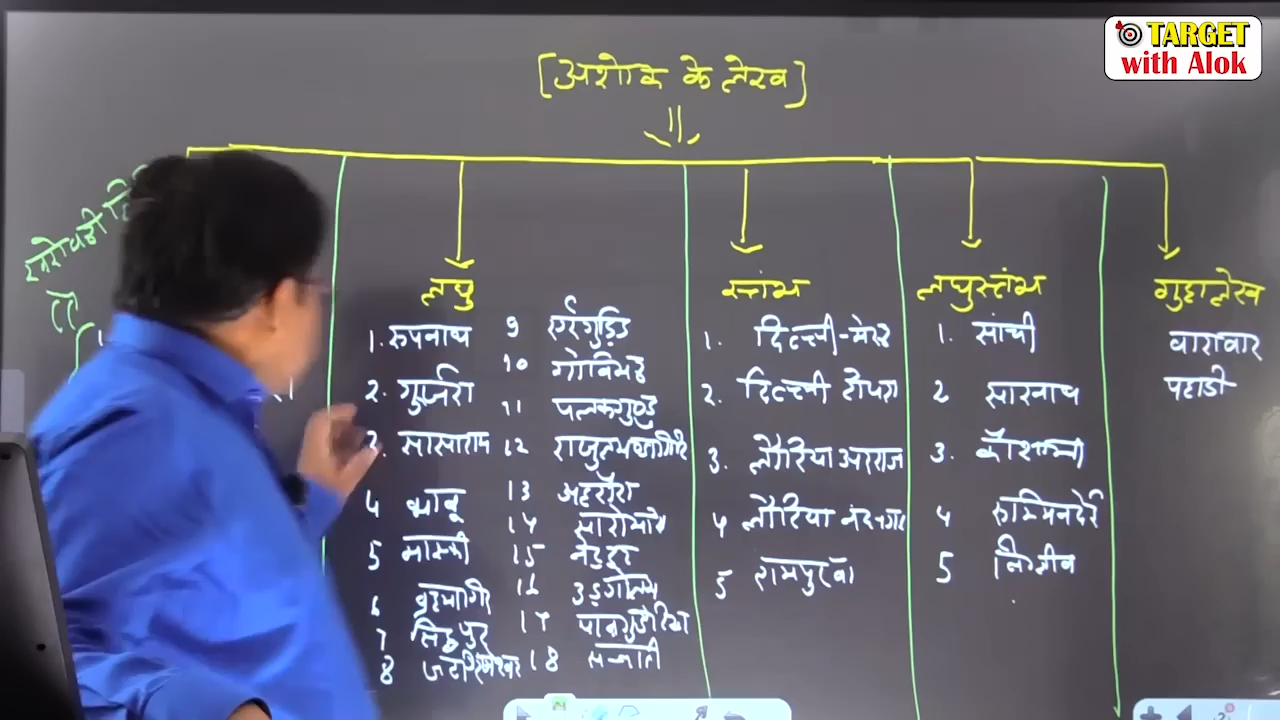 TARGET
with Alok
[अशोक के लेख]
खरोष्ठी
लघु
1. रुपनाथ
2. गुर्जरा
3. सासाराम
4 भाब्रू
5 मास्की
6 ब्रह्मगिरि
7 सिद्धपुर
8 जटिंगरामेश्वर
9 एर्रगुड़ि
10 गोविमठ
11 पालकिगुण्डु
12 राजुलमण्डगिरि
13 अहरौरा
14 सारोमारो
15 नेट्टूर
16 उड़ेगोलम
17 पानगुडरिया
18 सन्नाती
स्तंभ
1. दिल्ली-मेरठ
2. दिल्ली टोपरा
3. लौरिया अरराज
4 लौरिया नंदनगढ़
5 रामपुरवा
लघुस्तंभ
1. सांची
2 सारनाथ
3. कौशाम्बी
4 रुम्मिनदेई
5 निग्लीव
गुहालेख
बाराबार
पहाडी